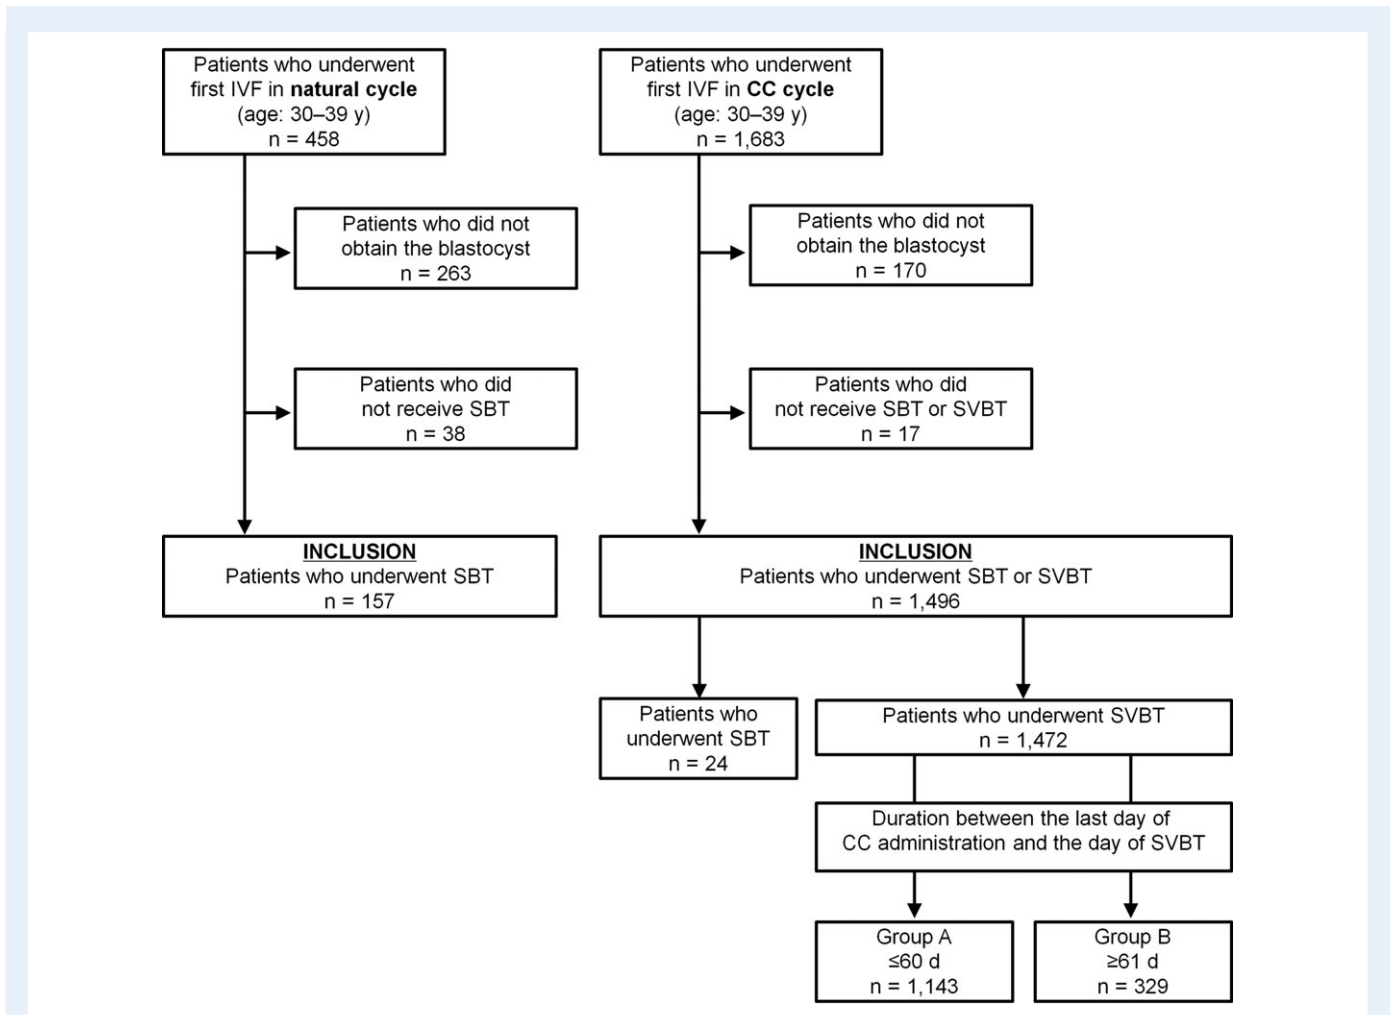 Patients who underwent
first IVF in natural cycle
(age: 30–39 y)
n = 458
Patients who underwent
first IVF in CC cycle
(age: 30–39 y)
n = 1,683
Patients who did not
obtain the blastocyst
n = 263
Patients who did not
obtain the blastocyst
n = 170
Patients who did
not receive SBT
n = 38
Patients who did
not receive SBT or SVBT
n = 17
INCLUSION
Patients who underwent SBT
n = 157
INCLUSION
Patients who underwent SBT or SVBT
n = 1,496
Patients who
underwent SBT
n = 24
Patients who underwent SVBT
n = 1,472
Duration between the last day of
CC administration and the day of SVBT
Group A
≤60 d
n = 1,143
Group B
≥61 d
n = 329